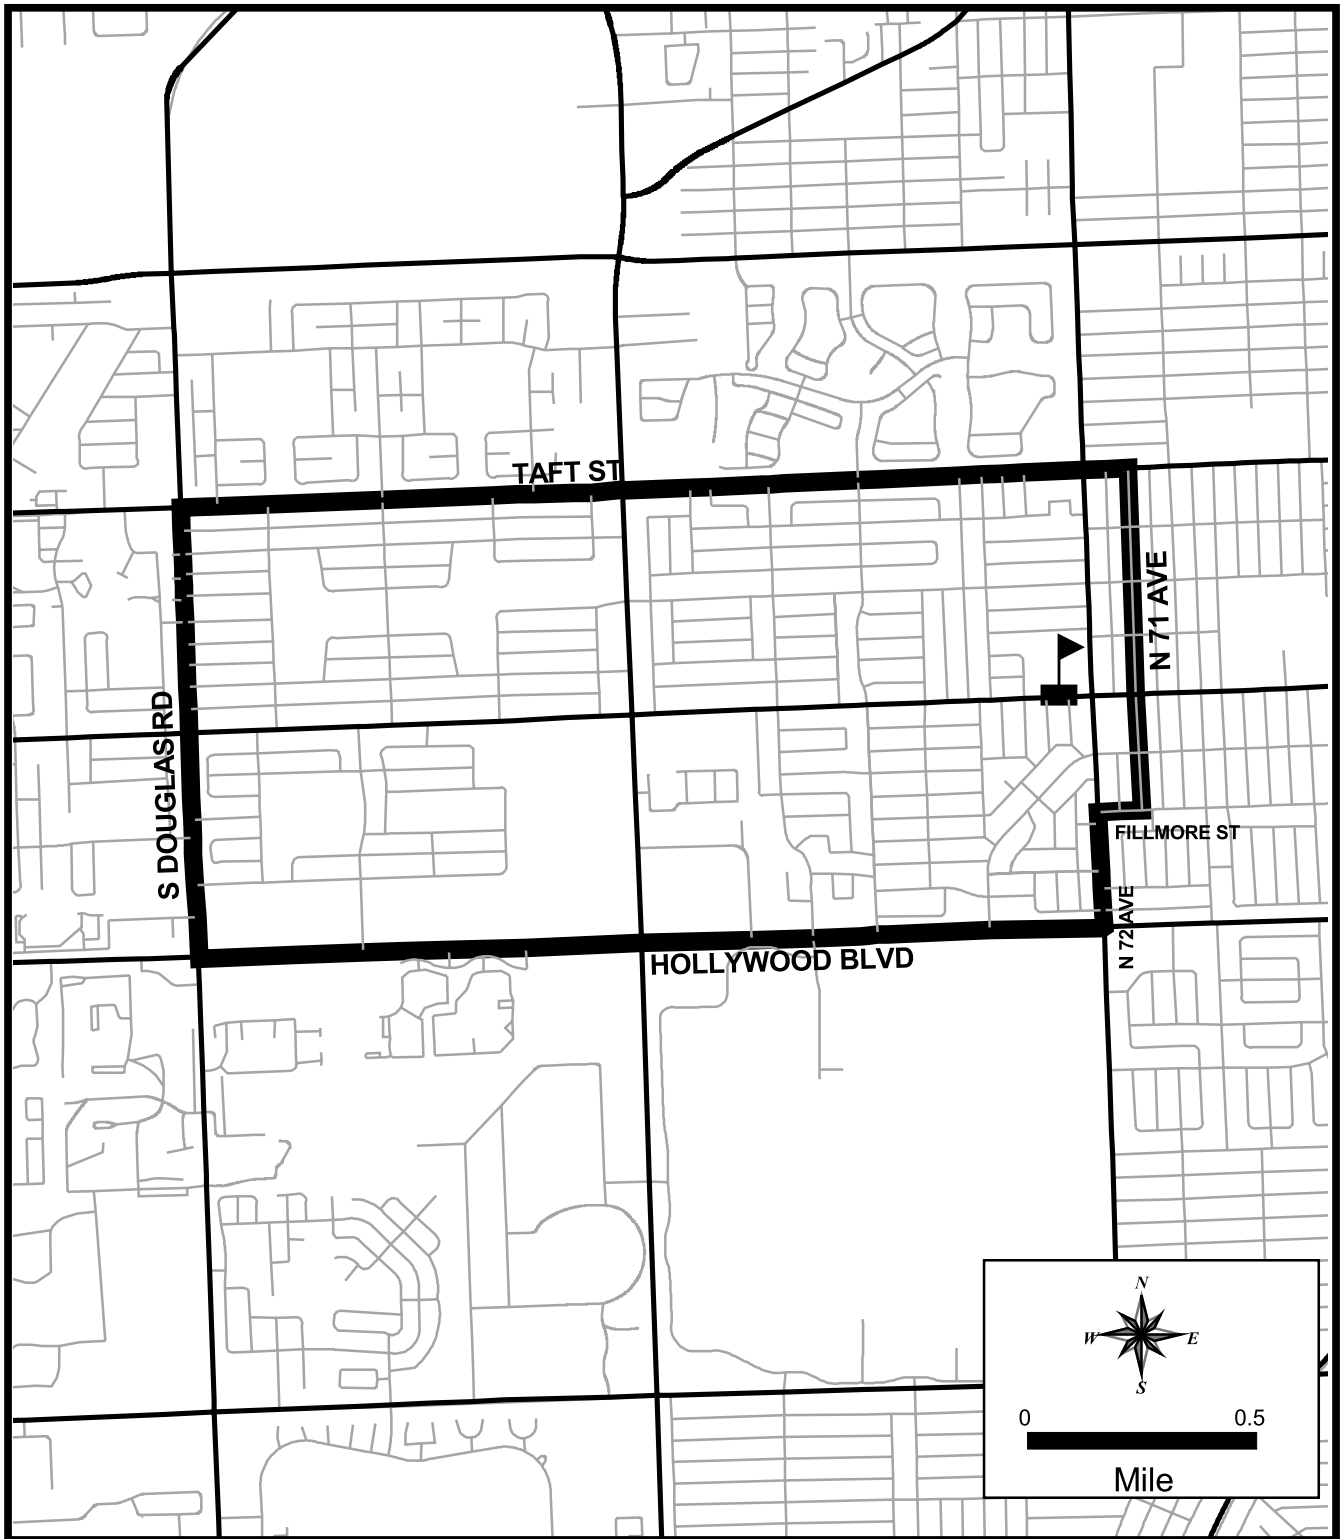 TAFT ST
N 71 AVE
S DOUGLAS RD
FILLMORE ST
N 72 AVE
HOLLYWOOD BLVD
N
W E
S
0 0.5
Mile